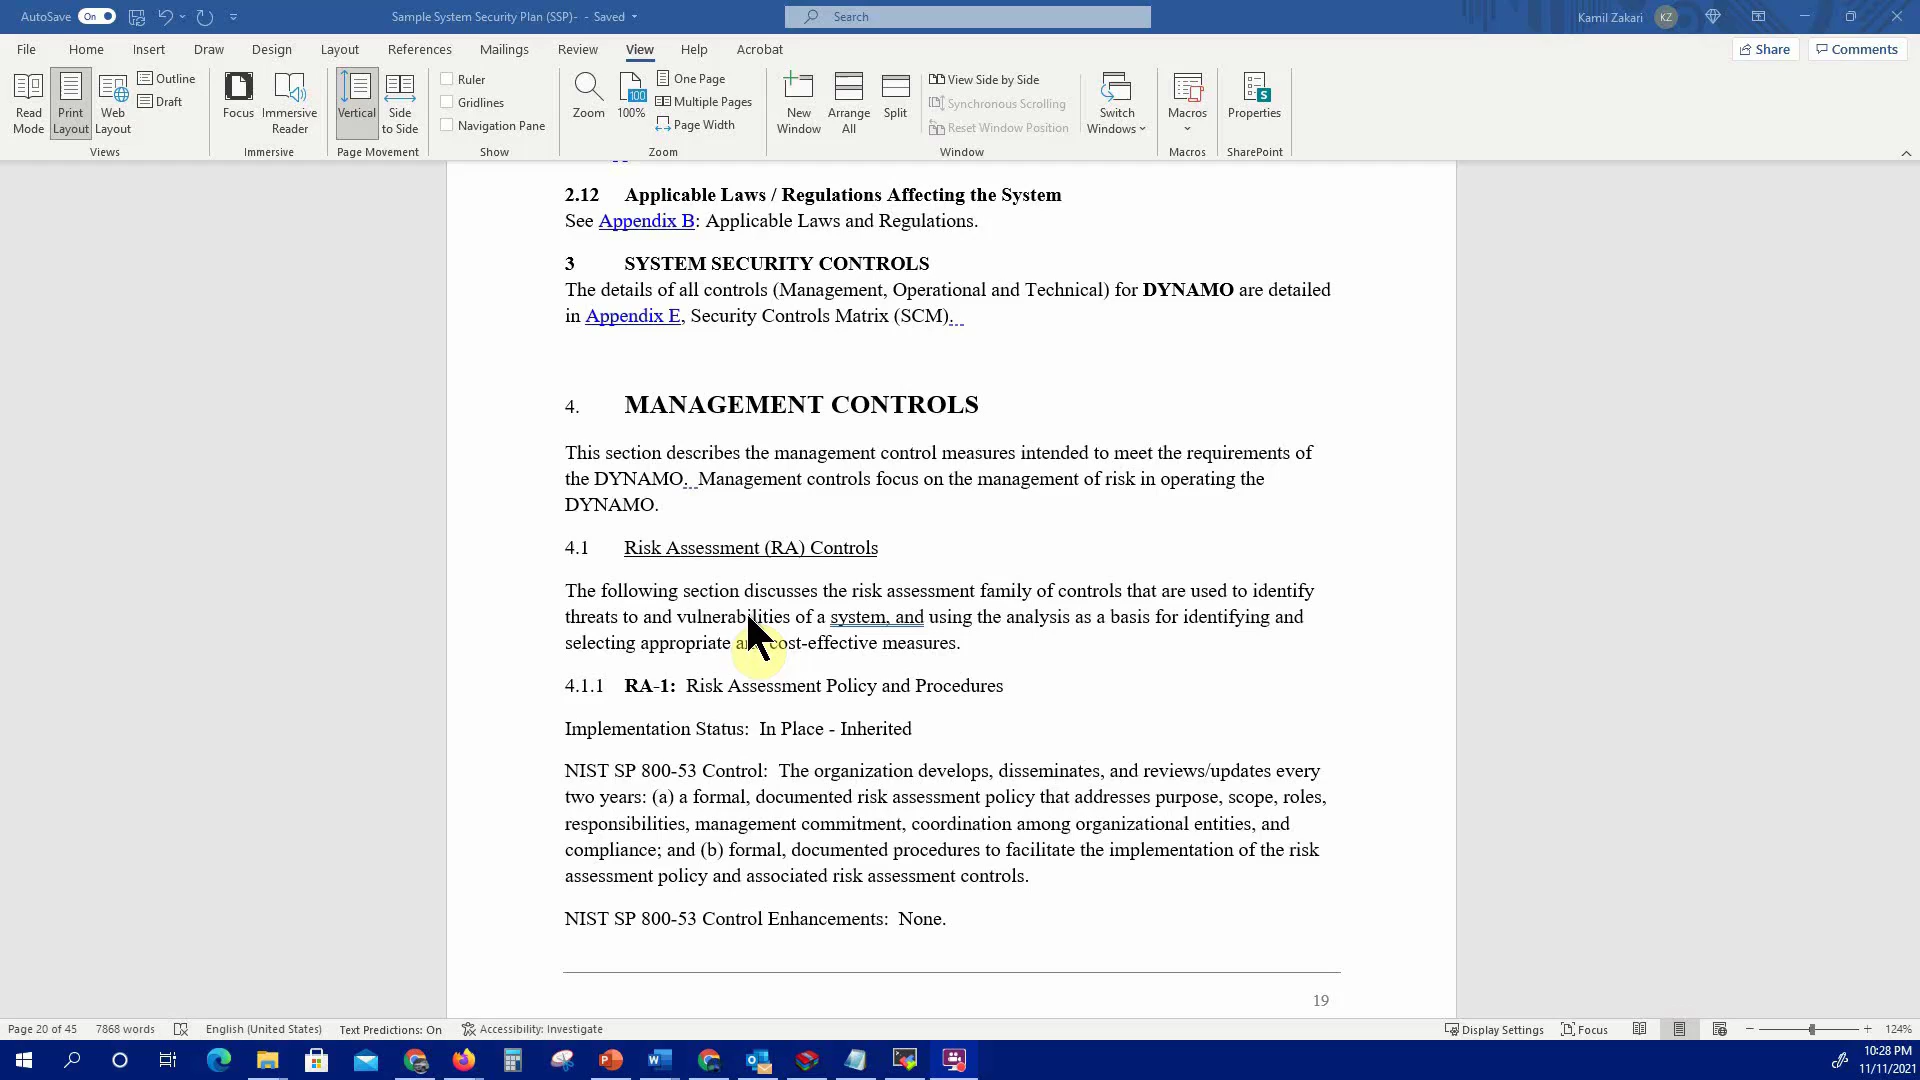 AutoSave On Sample System Security Plan (SSP)- - Saved Search Kamil Zakari KZ
File Home Insert Draw Design Layout References Mailings Review View Help Acrobat Share Comments
Read Mode
Print Layout
Web Layout
Outline
Draft
Views
Focus
Immersive Reader
Immersive
Vertical
Side to Side
Page Movement
Ruler
Gridlines
Navigation Pane
Show
Zoom
100
100%
One Page
Multiple Pages
Page Width
Zoom
New Window
Arrange All
Split
View Side by Side
Synchronous Scrolling
Reset Window Position
Window
Switch Windows
Macros
Macros
S
Properties
SharePoint
2.12 Applicable Laws / Regulations Affecting the System
See Appendix B: Applicable Laws and Regulations.
3 SYSTEM SECURITY CONTROLS
The details of all controls (Management, Operational and Technical) for DYNAMO are detailed
in Appendix E, Security Controls Matrix (SCM).
4. MANAGEMENT CONTROLS
This section describes the management control measures intended to meet the requirements of
the DYNAMO. Management controls focus on the management of risk in operating the
DYNAMO.
4.1 Risk Assessment (RA) Controls
The following section discusses the risk assessment family of controls that are used to identify
threats to and vulnerabilities of a system, and using the analysis as a basis for identifying and
selecting appropriate and cost-effective measures.
4.1.1 RA-1: Risk Assessment Policy and Procedures
Implementation Status: In Place - Inherited
NIST SP 800-53 Control: The organization develops, disseminates, and reviews/updates every
two years: (a) a formal, documented risk assessment policy that addresses purpose, scope, roles,
responsibilities, management commitment, coordination among organizational entities, and
compliance; and (b) formal, documented procedures to facilitate the implementation of the risk
assessment policy and associated risk assessment controls.
NIST SP 800-53 Control Enhancements: None.
19
Page 20 of 45 7868 words English (United States) Text Predictions: On Accessibility: Investigate Display Settings Focus 124%
10:28 PM
11/11/2021